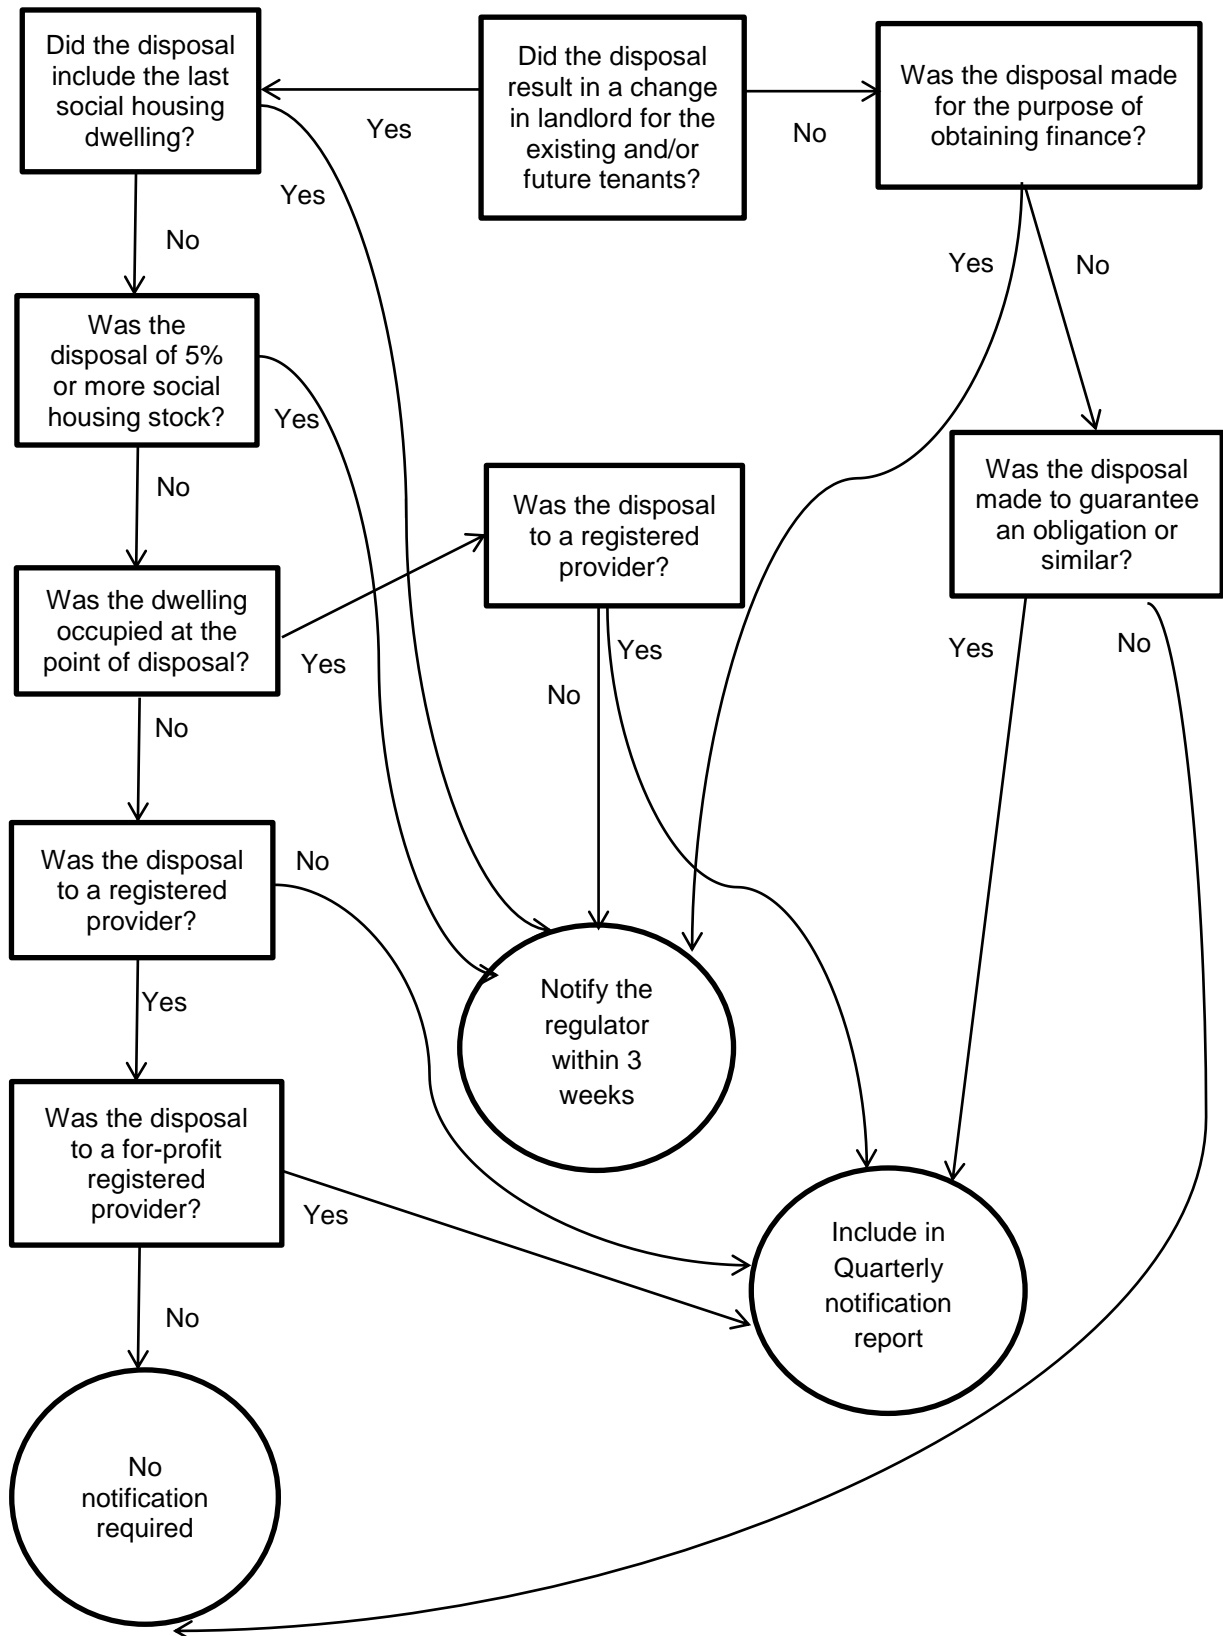 Did the disposal
include the last
social housing
dwelling?
Yes
Did the disposal
result in a change
in landlord for the
existing and/or
future tenants?
No
Was the disposal made
for the purpose of
obtaining finance?
Yes
No
Yes
No
Was the
disposal of 5%
or more social
housing stock?
Yes
No
Was the disposal
to a registered
provider?
Was the disposal
made to guarantee
an obligation or
similar?
Was the dwelling
occupied at the
point of disposal?
Yes
No
Yes
No
Yes
No
Was the disposal
to a registered
provider?
No
Yes
Notify the
regulator
within 3
weeks
Was the disposal
to a for-profit
registered
provider?
Yes
No
Include in
Quarterly
notification
report
No
notification
required